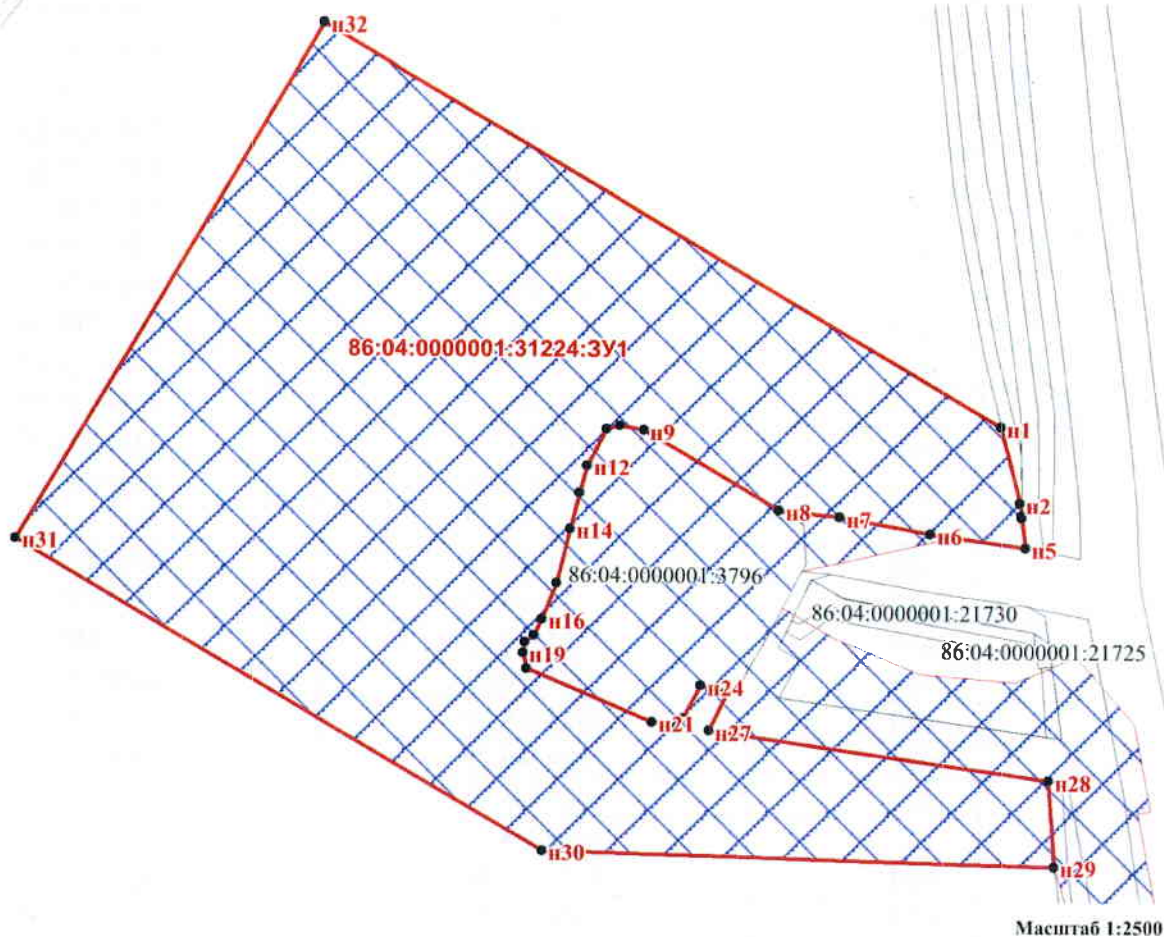 н32
86:04:0000001:31224:ЗУ1
н1
н9
н12
н2
н8
н7
н14
н6
н5
н31
86:04:0000001:3796
н16
86:04:0000001:21730
н19
86:04:0000001:21725
н24
н21
н27
н28
н30
н29
Масштаб 1:2500